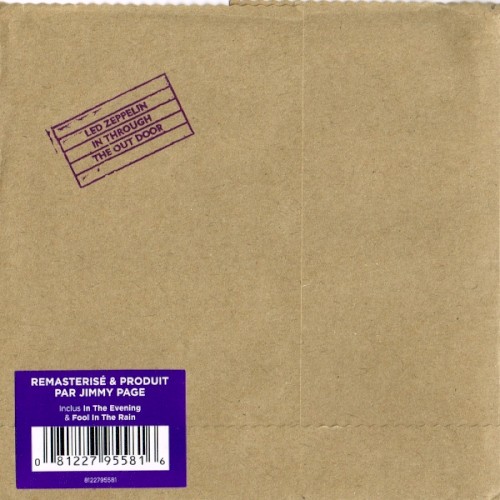 LED ZEPPELIN
IN THROUGH
THE OUT DOOR
REMASTERISÉ & PRODUIT
PAR JIMMY PAGE
inclus In The Evening
& Fool In The Rain
0 81227 95581 6
8122795581